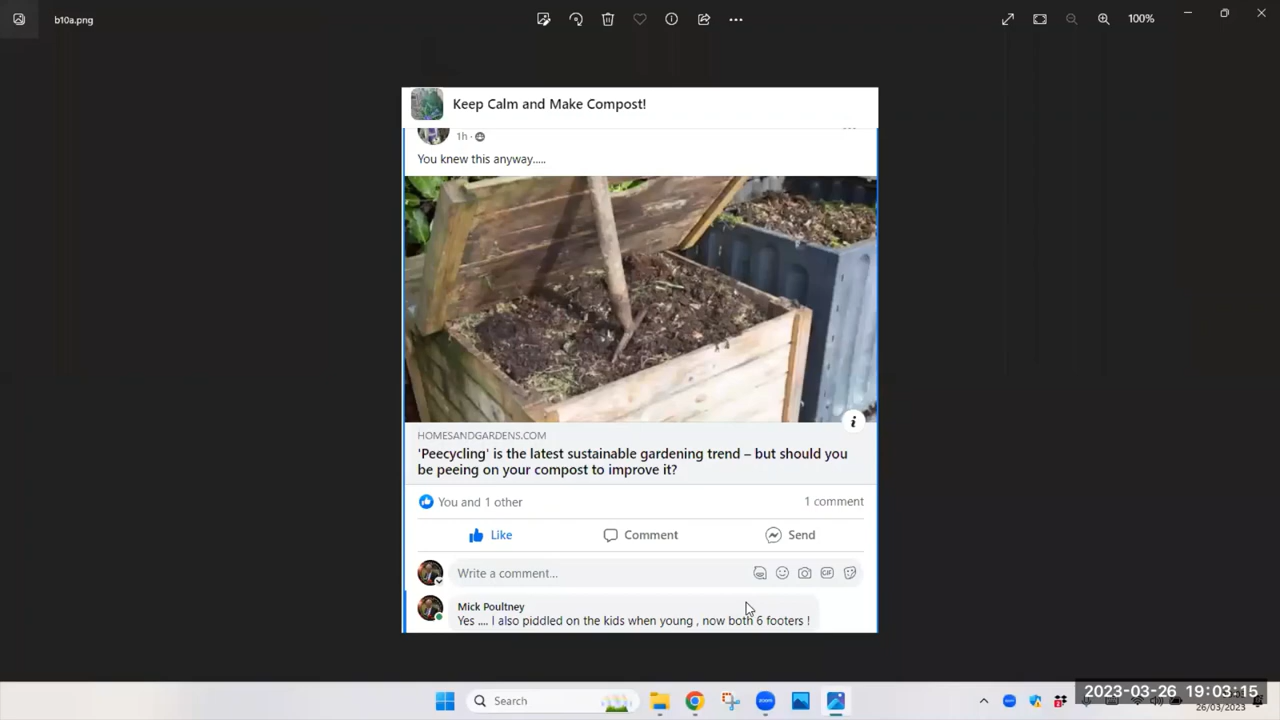 b10a.png
100%
Keep Calm and Make Compost!
1h ·
You knew this anyway.....
i
HOMESANDGARDENS.COM
'Peecycling' is the latest sustainable gardening trend – but should you
be peeing on your compost to improve it?
You and 1 other
1 comment
Like
Comment
Send
Write a comment...
GIF
Mick Poultney
Yes .... I also piddled on the kids when young , now both 6 footers !
Search
2023-03-26 19:03:15
26/03/2023